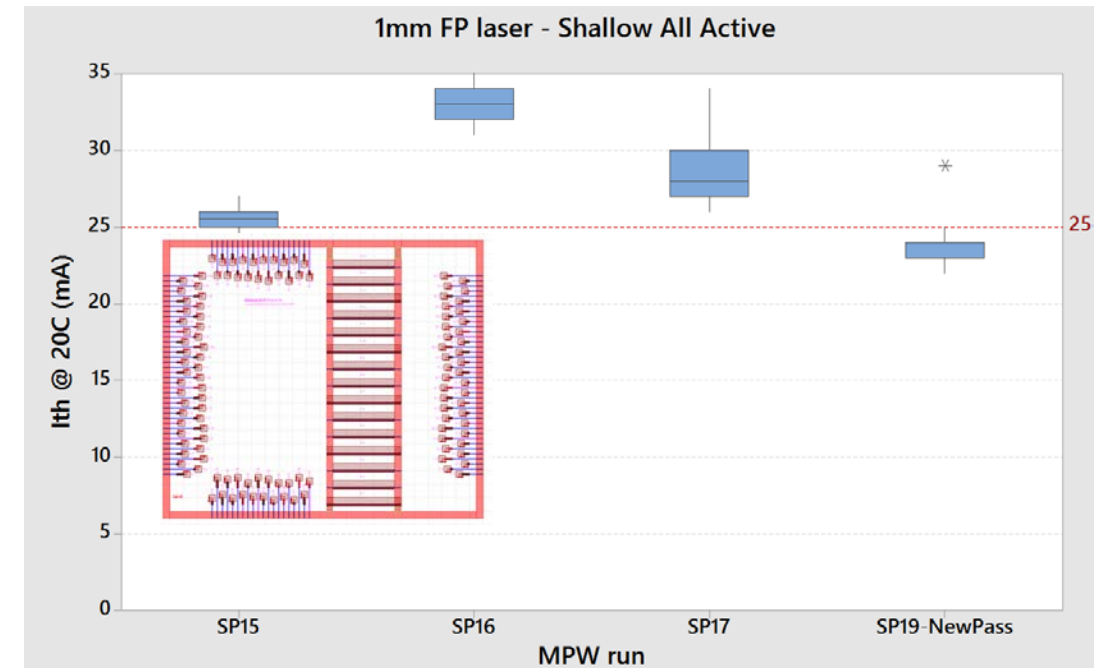 1mm FP laser - Shallow All Active
Ith @ 20C (mA)
35
30
25
20
15
10
5
0
25
SP15
SP16
SP17
SP19-NewPass
MPW run